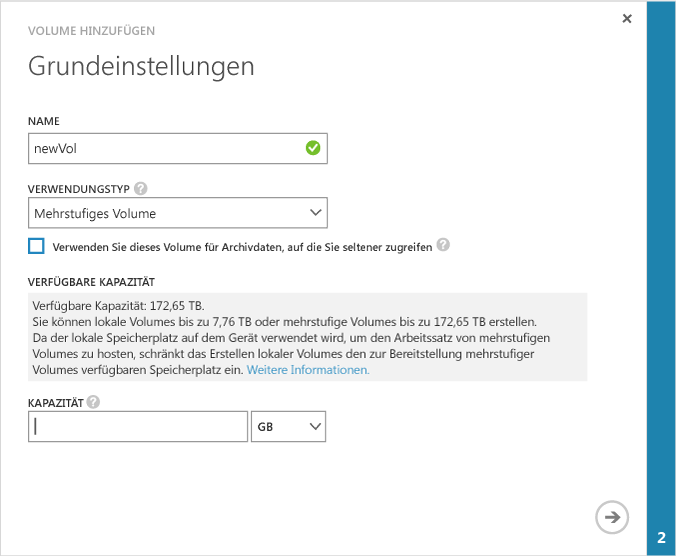 VOLUME HINZUFÜGEN
Grundeinstellungen
NAME
newVol
VERWENDUNGSTYP ?
Mehrstufiges Volume
Verwenden Sie dieses Volume für Archivdaten, auf die Sie seltener zugreifen ?
VERFÜGBARE KAPAZITÄT
Verfügbare Kapazität: 172,65 TB.
Sie können lokale Volumes bis zu 7,76 TB oder mehrstufige Volumes bis zu 172,65 TB erstellen.
Da der lokale Speicherplatz auf dem Gerät verwendet wird, um den Arbeitssatz von mehrstufigen
Volumes zu hosten, schränkt das Erstellen lokaler Volumes den zur Bereitstellung mehrstufiger
Volumes verfügbaren Speicherplatz ein. Weitere Informationen.
KAPAZITÄT ?
GB
2